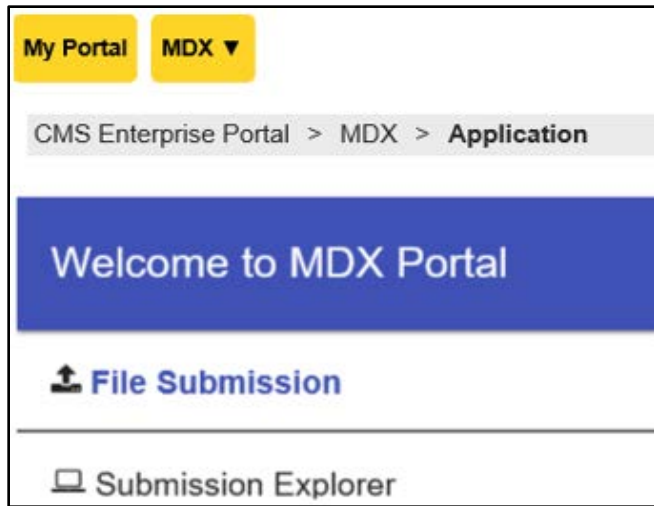 My Portal MDX ▼
CMS Enterprise Portal > MDX > Application
Welcome to MDX Portal
File Submission
Submission Explorer